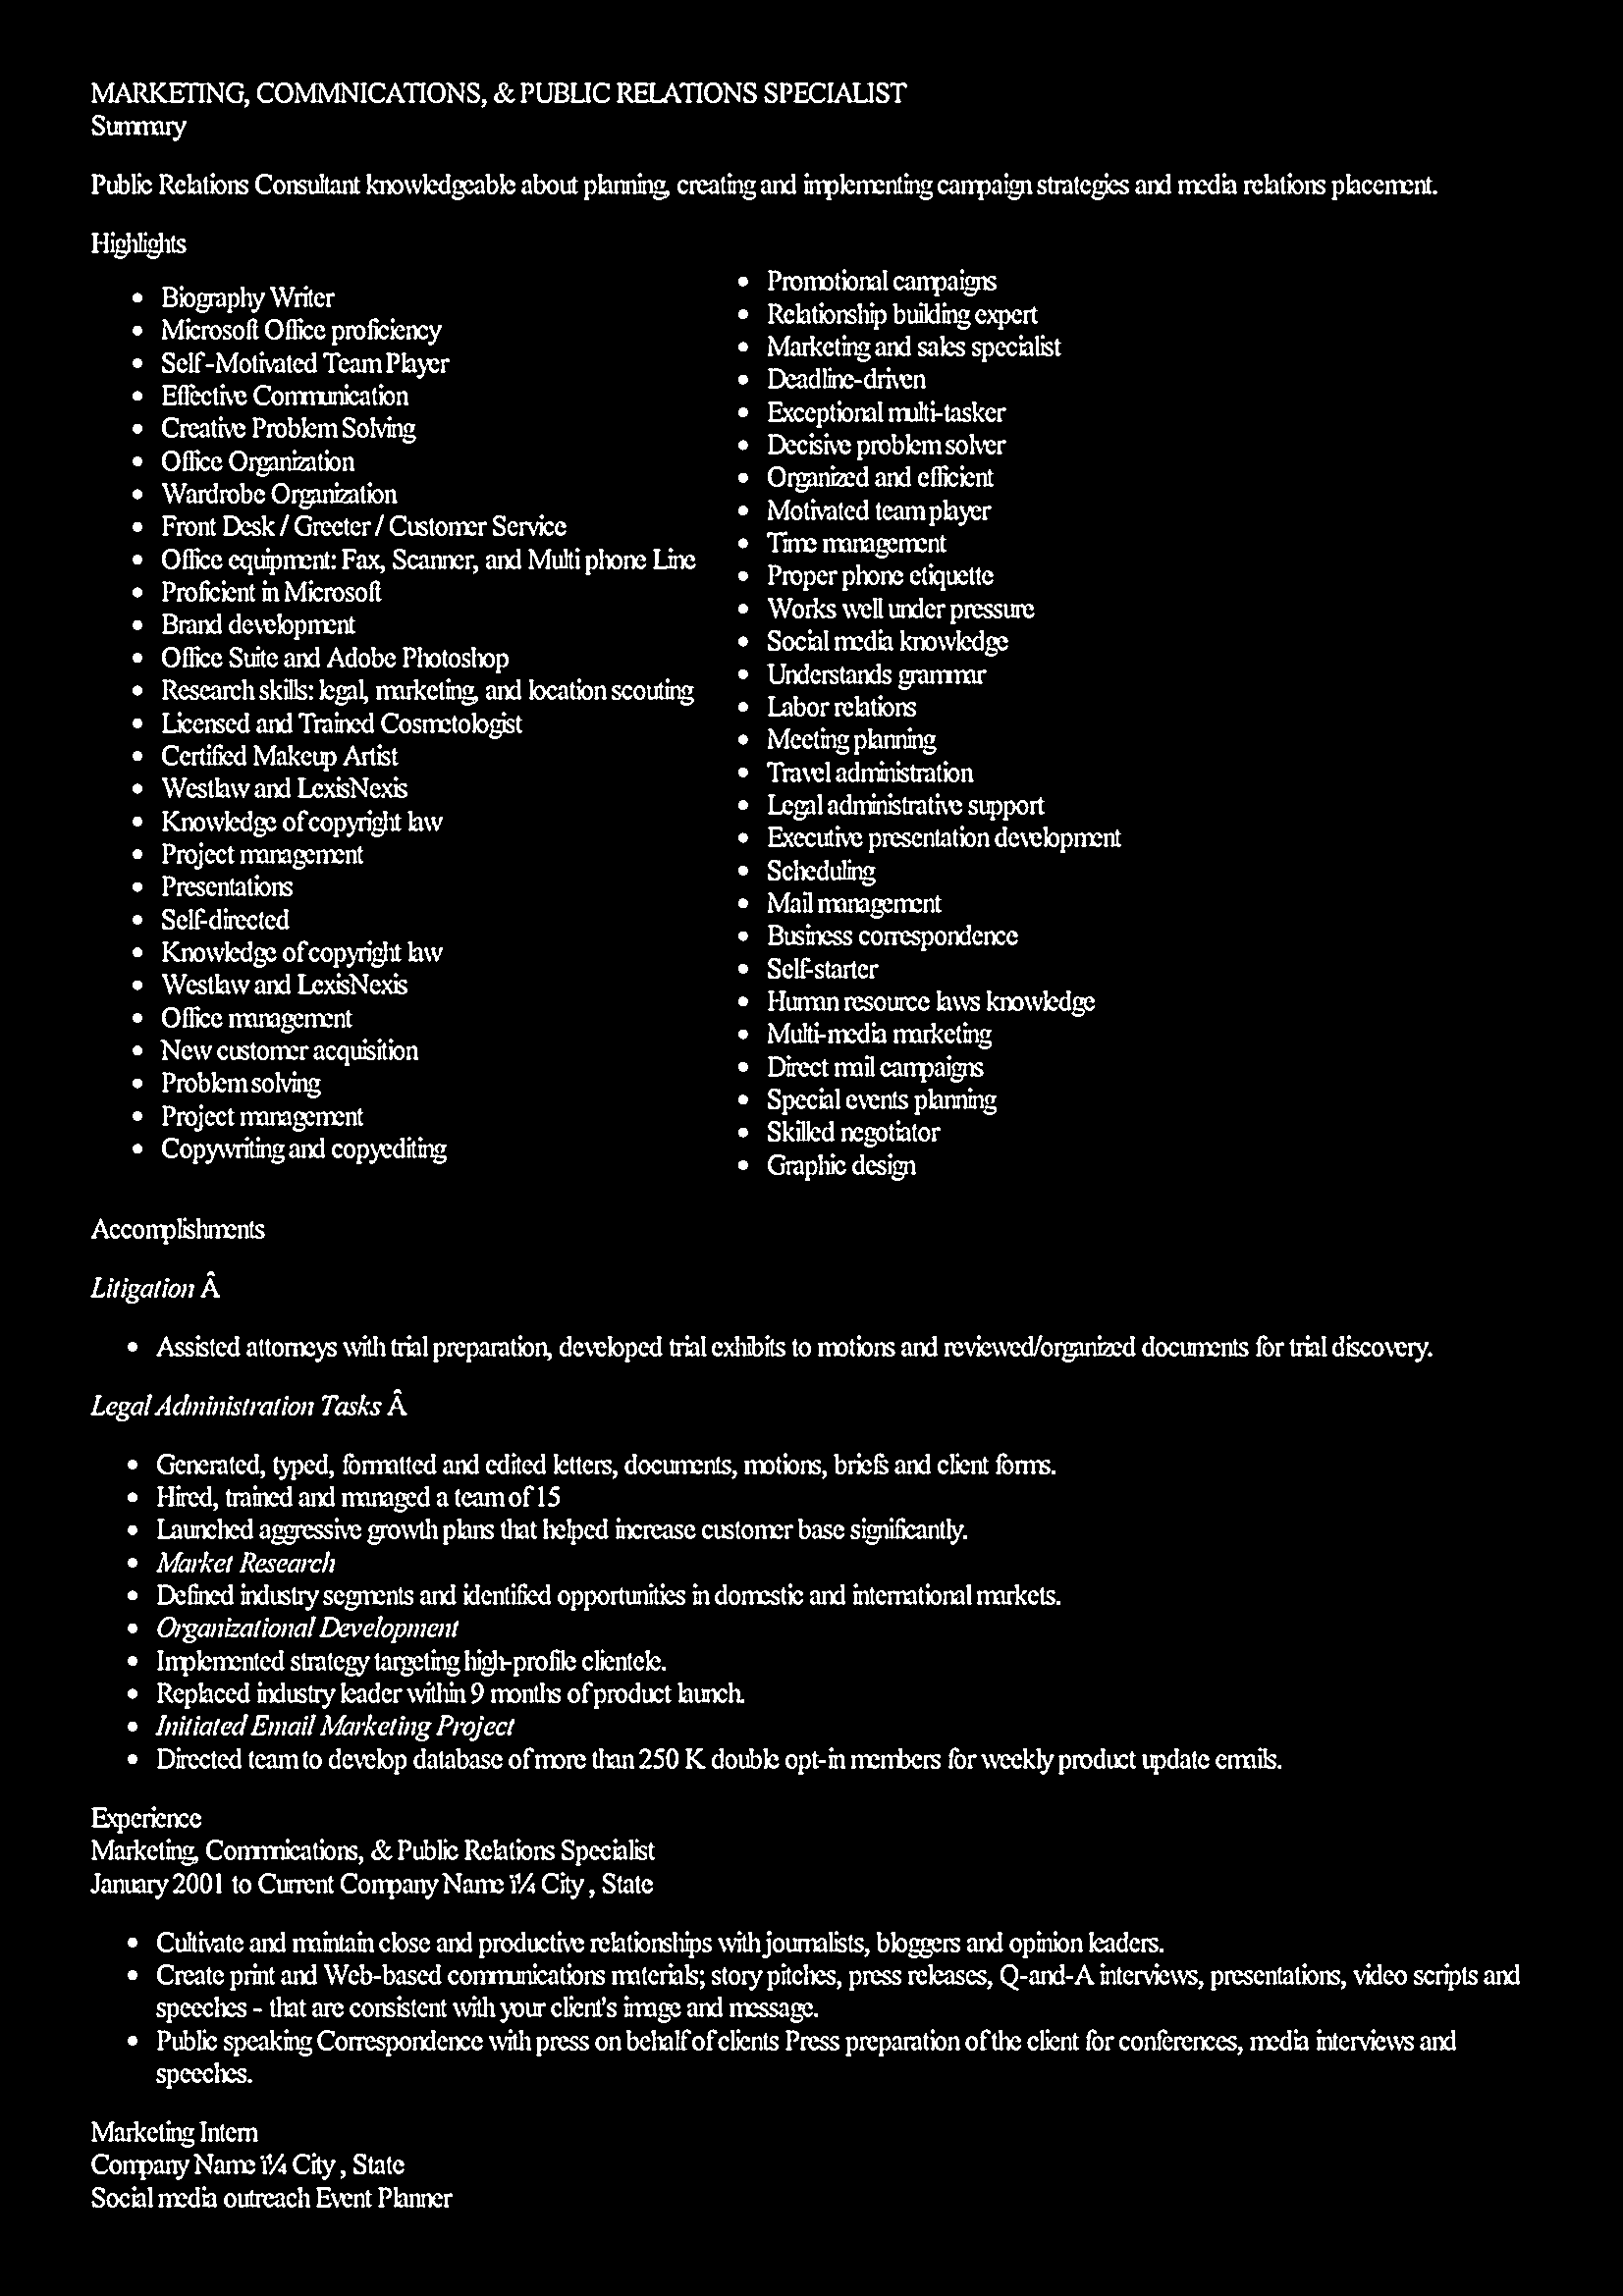 MARKETING, COMMNICATIONS, & PUBLIC RELATIONS SPECIALIST
Summary
Public Relations Consultant knowledgeable about planning, creating and implementing campaign strategies and media relations placement.
Highlights
Biography Writer
Microsoft Office proficiency
Self -Motivated Team Player
Effective Communication
Creative Problem Solving
Office Organization
Wardrobe Organization
Front Desk / Greeter / Customer Service
Office equipment: Fax, Scanner, and Multi phone Line
Proficient in Microsoft
Brand development
Office Suite and Adobe Photoshop
Research skills: legal, marketing, and location scouting
Licensed and Trained Cosmetologist
Certified Makeup Artist
Westlaw and LexisNexis
Knowledge of copyright law
Project management
Presentations
Self-directed
Knowledge of copyright law
Westlaw and LexisNexis
Office management
New customer acquisition
Problem solving
Project management
Copywriting and copyediting
Promotional campaigns
Relationship building expert
Marketing and sales specialist
Deadline-driven
Exceptional multi-tasker
Decisive problem solver
Organized and efficient
Motivated team player
Time management
Proper phone etiquette
Works well under pressure
Social media knowledge
Understands grammar
Labor relations
Meeting planning
Travel administration
Legal administrative support
Executive presentation development
Scheduling
Mail management
Business correspondence
Self-starter
Human resource laws knowledge
Multi-media marketing
Direct mail campaigns
Special events planning
Skilled negotiator
Graphic design
Accomplishments
Litigation Â
Assisted attorneys with trial preparation, developed trial exhibits to motions and reviewed/organized documents for trial discovery.
Legal Administration Tasks Â
Generated, typed, formatted and edited letters, documents, motions, briefs and client forms.
Hired, trained and managed a team of 15
Launched aggressive growth plans that helped increase customer base significantly.
Market Research
Defined industry segments and identified opportunities in domestic and international markets.
Organizational Development
Implemented strategy targeting high-profile clientele.
Replaced industry leader within 9 months of product launch.
Initiated Email Marketing Project
Directed team to develop database of more than 250 K double opt-in members for weekly product update emails.
Experience
Marketing, Commnications, & Public Relations Specialist
January 2001 to Current Company Name ï¼ City , State
Cultivate and maintain close and productive relationships with journalists, bloggers and opinion leaders.
Create print and Web-based communications materials; story pitches, press releases, Q-and-A interviews, presentations, video scripts and
speeches - that are consistent with your client's image and message.
Public speaking Correspondence with press on behalf of clients Press preparation of the client for conferences, media interviews and
speeches.
Marketing Intern
Company Name ï¼ City , State
Social media outreach Event Planner